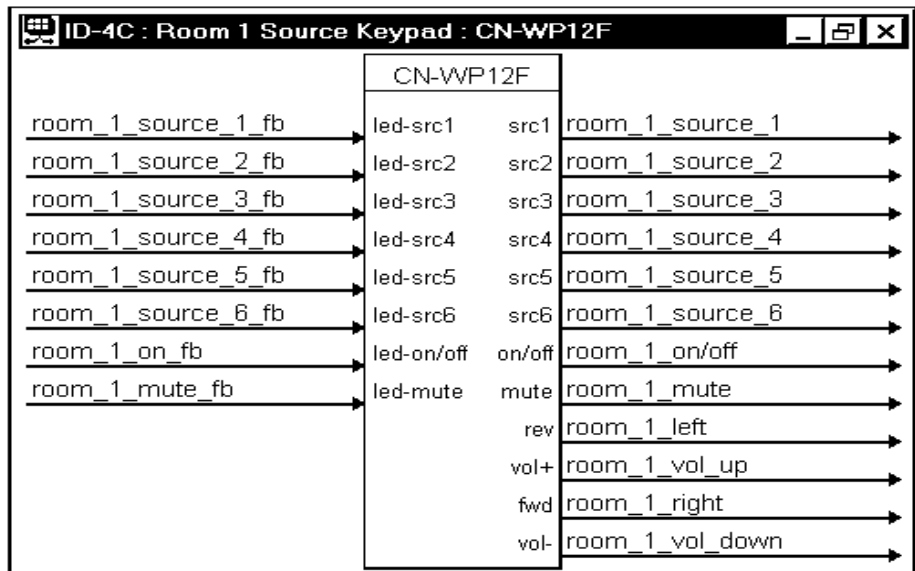 ID-4C : Room 1 Source Keypad : CN-WP12F
CN-WP12F
room_1_source_1_fb led-src1 src1 room_1_source_1
room_1_source_2_fb led-src2 src2 room_1_source_2
room_1_source_3_fb led-src3 src3 room_1_source_3
room_1_source_4_fb led-src4 src4 room_1_source_4
room_1_source_5_fb led-src5 src5 room_1_source_5
room_1_source_6_fb led-src6 src6 room_1_source_6
room_1_on_fb led-on/off on/off room_1_on/off
room_1_mute_fb led-mute mute room_1_mute
rev room_1_left
vol+ room_1_vol_up
fwd room_1_right
vol- room_1_vol_down